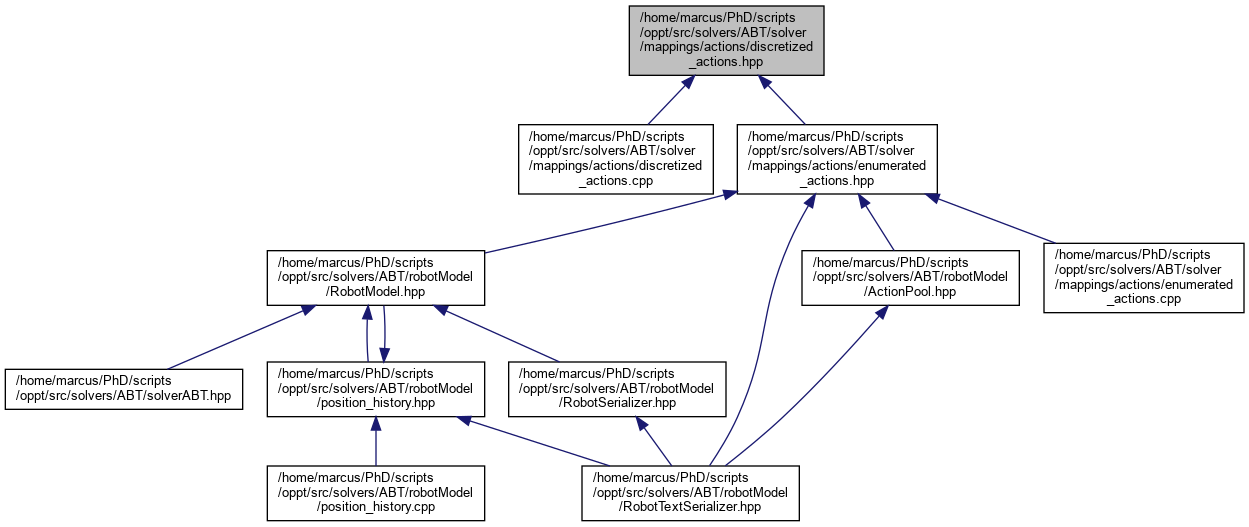 /home/marcus/PhD/scripts
/oppt/src/solvers/ABT/solver
/mappings/actions/discretized
_actions.hpp
/home/marcus/PhD/scripts
/oppt/src/solvers/ABT/solver
/mappings/actions/discretized
_actions.cpp
/home/marcus/PhD/scripts
/oppt/src/solvers/ABT/solver
/mappings/actions/enumerated
_actions.hpp
/home/marcus/PhD/scripts
/oppt/src/solvers/ABT/robotModel
/RobotModel.hpp
/home/marcus/PhD/scripts
/oppt/src/solvers/ABT/robotModel
/ActionPool.hpp
/home/marcus/PhD/scripts
/oppt/src/solvers/ABT/solver
/mappings/actions/enumerated
_actions.cpp
/home/marcus/PhD/scripts
/oppt/src/solvers/ABT/solverABT.hpp
/home/marcus/PhD/scripts
/oppt/src/solvers/ABT/robotModel
/position_history.hpp
/home/marcus/PhD/scripts
/oppt/src/solvers/ABT/robotModel
/RobotSerializer.hpp
/home/marcus/PhD/scripts
/oppt/src/solvers/ABT/robotModel
/position_history.cpp
/home/marcus/PhD/scripts
/oppt/src/solvers/ABT/robotModel
/RobotTextSerializer.hpp